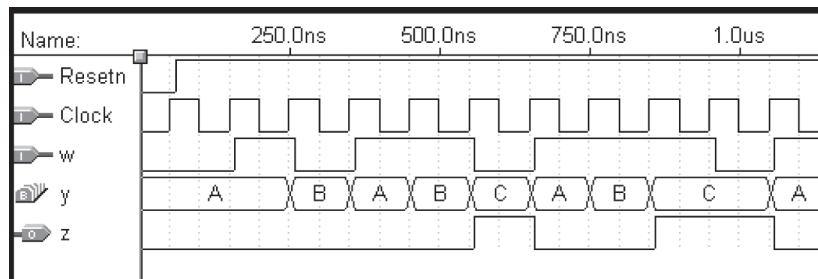 Name: 250.0ns 500.0ns 750.0ns 1.0us
Resetn
Clock
w
y A B A B C A B C A
z